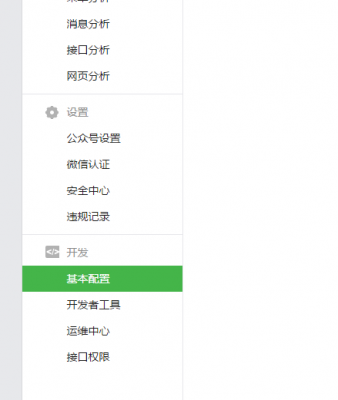 消息分析
接口分析
网页分析
设置
公众号设置
微信认证
安全中心
违规记录
开发
基本配置
开发者工具
运维中心
接口权限